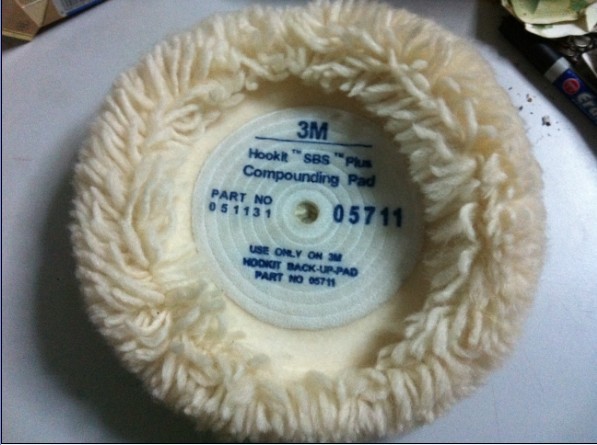 3M
Hookit™ SBS™ Plus
Compounding Pad
PART NO
051131
05711
USE ONLY ON 3M
HOOKIT BACK-UP-PAD
PART NO 05711